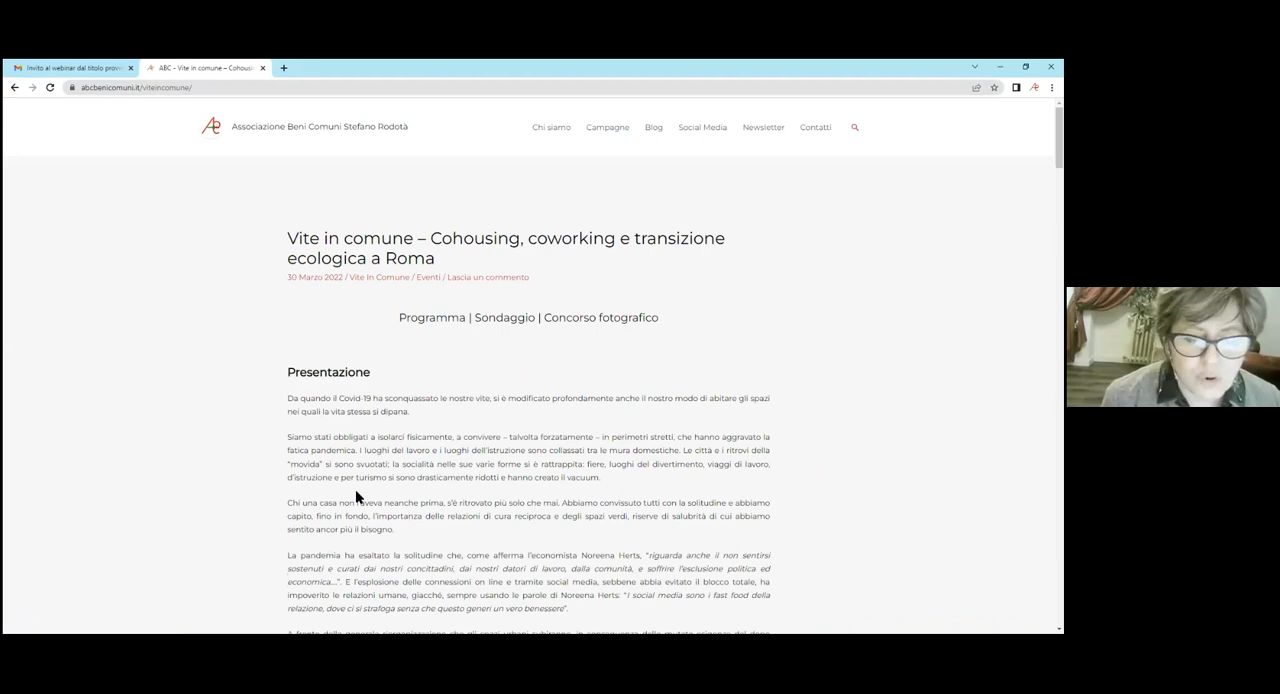 Invito al webinar dal titolo provv
ABC – Vite in comune – Cohousi
abcbenicomuni.it/viteincomune/
Associazione Beni Comuni Stefano Rodotà
Chi siamo Campagne Blog Social Media Newsletter Contatti
Vite in comune – Cohousing, coworking e transizione
ecologica a Roma
30 Marzo 2022 / Vite In Comune / Eventi / Lascia un commento
Programma | Sondaggio | Concorso fotografico
Presentazione
Da quando il Covid-19 ha sconquassato le nostre vite, si è modificato profondamente anche il nostro modo di abitare gli spazi
nei quali la vita stessa si dipana.
Siamo stati obbligati a isolarci fisicamente, a convivere – talvolta forzatamente – in perimetri stretti, che hanno aggravato la
fatica pandemica. I luoghi del lavoro e i luoghi dell'istruzione sono collassati tra le mura domestiche. Le città e i ritrovi della
"movida" si sono svuotati; la socialità nelle sue varie forme si è rattrappita: fiere, luoghi del divertimento, viaggi di lavoro,
d'istruzione e per turismo si sono drasticamente ridotti e hanno creato il vacuum.
Chi una casa non aveva neanche prima, s'è ritrovato più solo che mai. Abbiamo convissuto tutti con la solitudine e abbiamo
capito, fino in fondo, l'importanza delle relazioni di cura reciproca e degli spazi verdi, riserve di salubrità di cui abbiamo
sentito ancor più il bisogno.
La pandemia ha esaltato la solitudine che, come afferma l'economista Noreena Herts, "riguarda anche il non sentirsi
sostenuti e curati dai nostri concittadini, dai nostri datori di lavoro, dalla comunità, e soffrire l'esclusione politica ed
economica...". E l'esplosione delle connessioni on line e tramite social media, sebbene abbia evitato il blocco totale, ha
impoverito le relazioni umane, giacché, sempre usando le parole di Noreena Herts: "I social media sono i fast food della
relazione, dove ci si strafoga senza che questo generi un vero benessere".